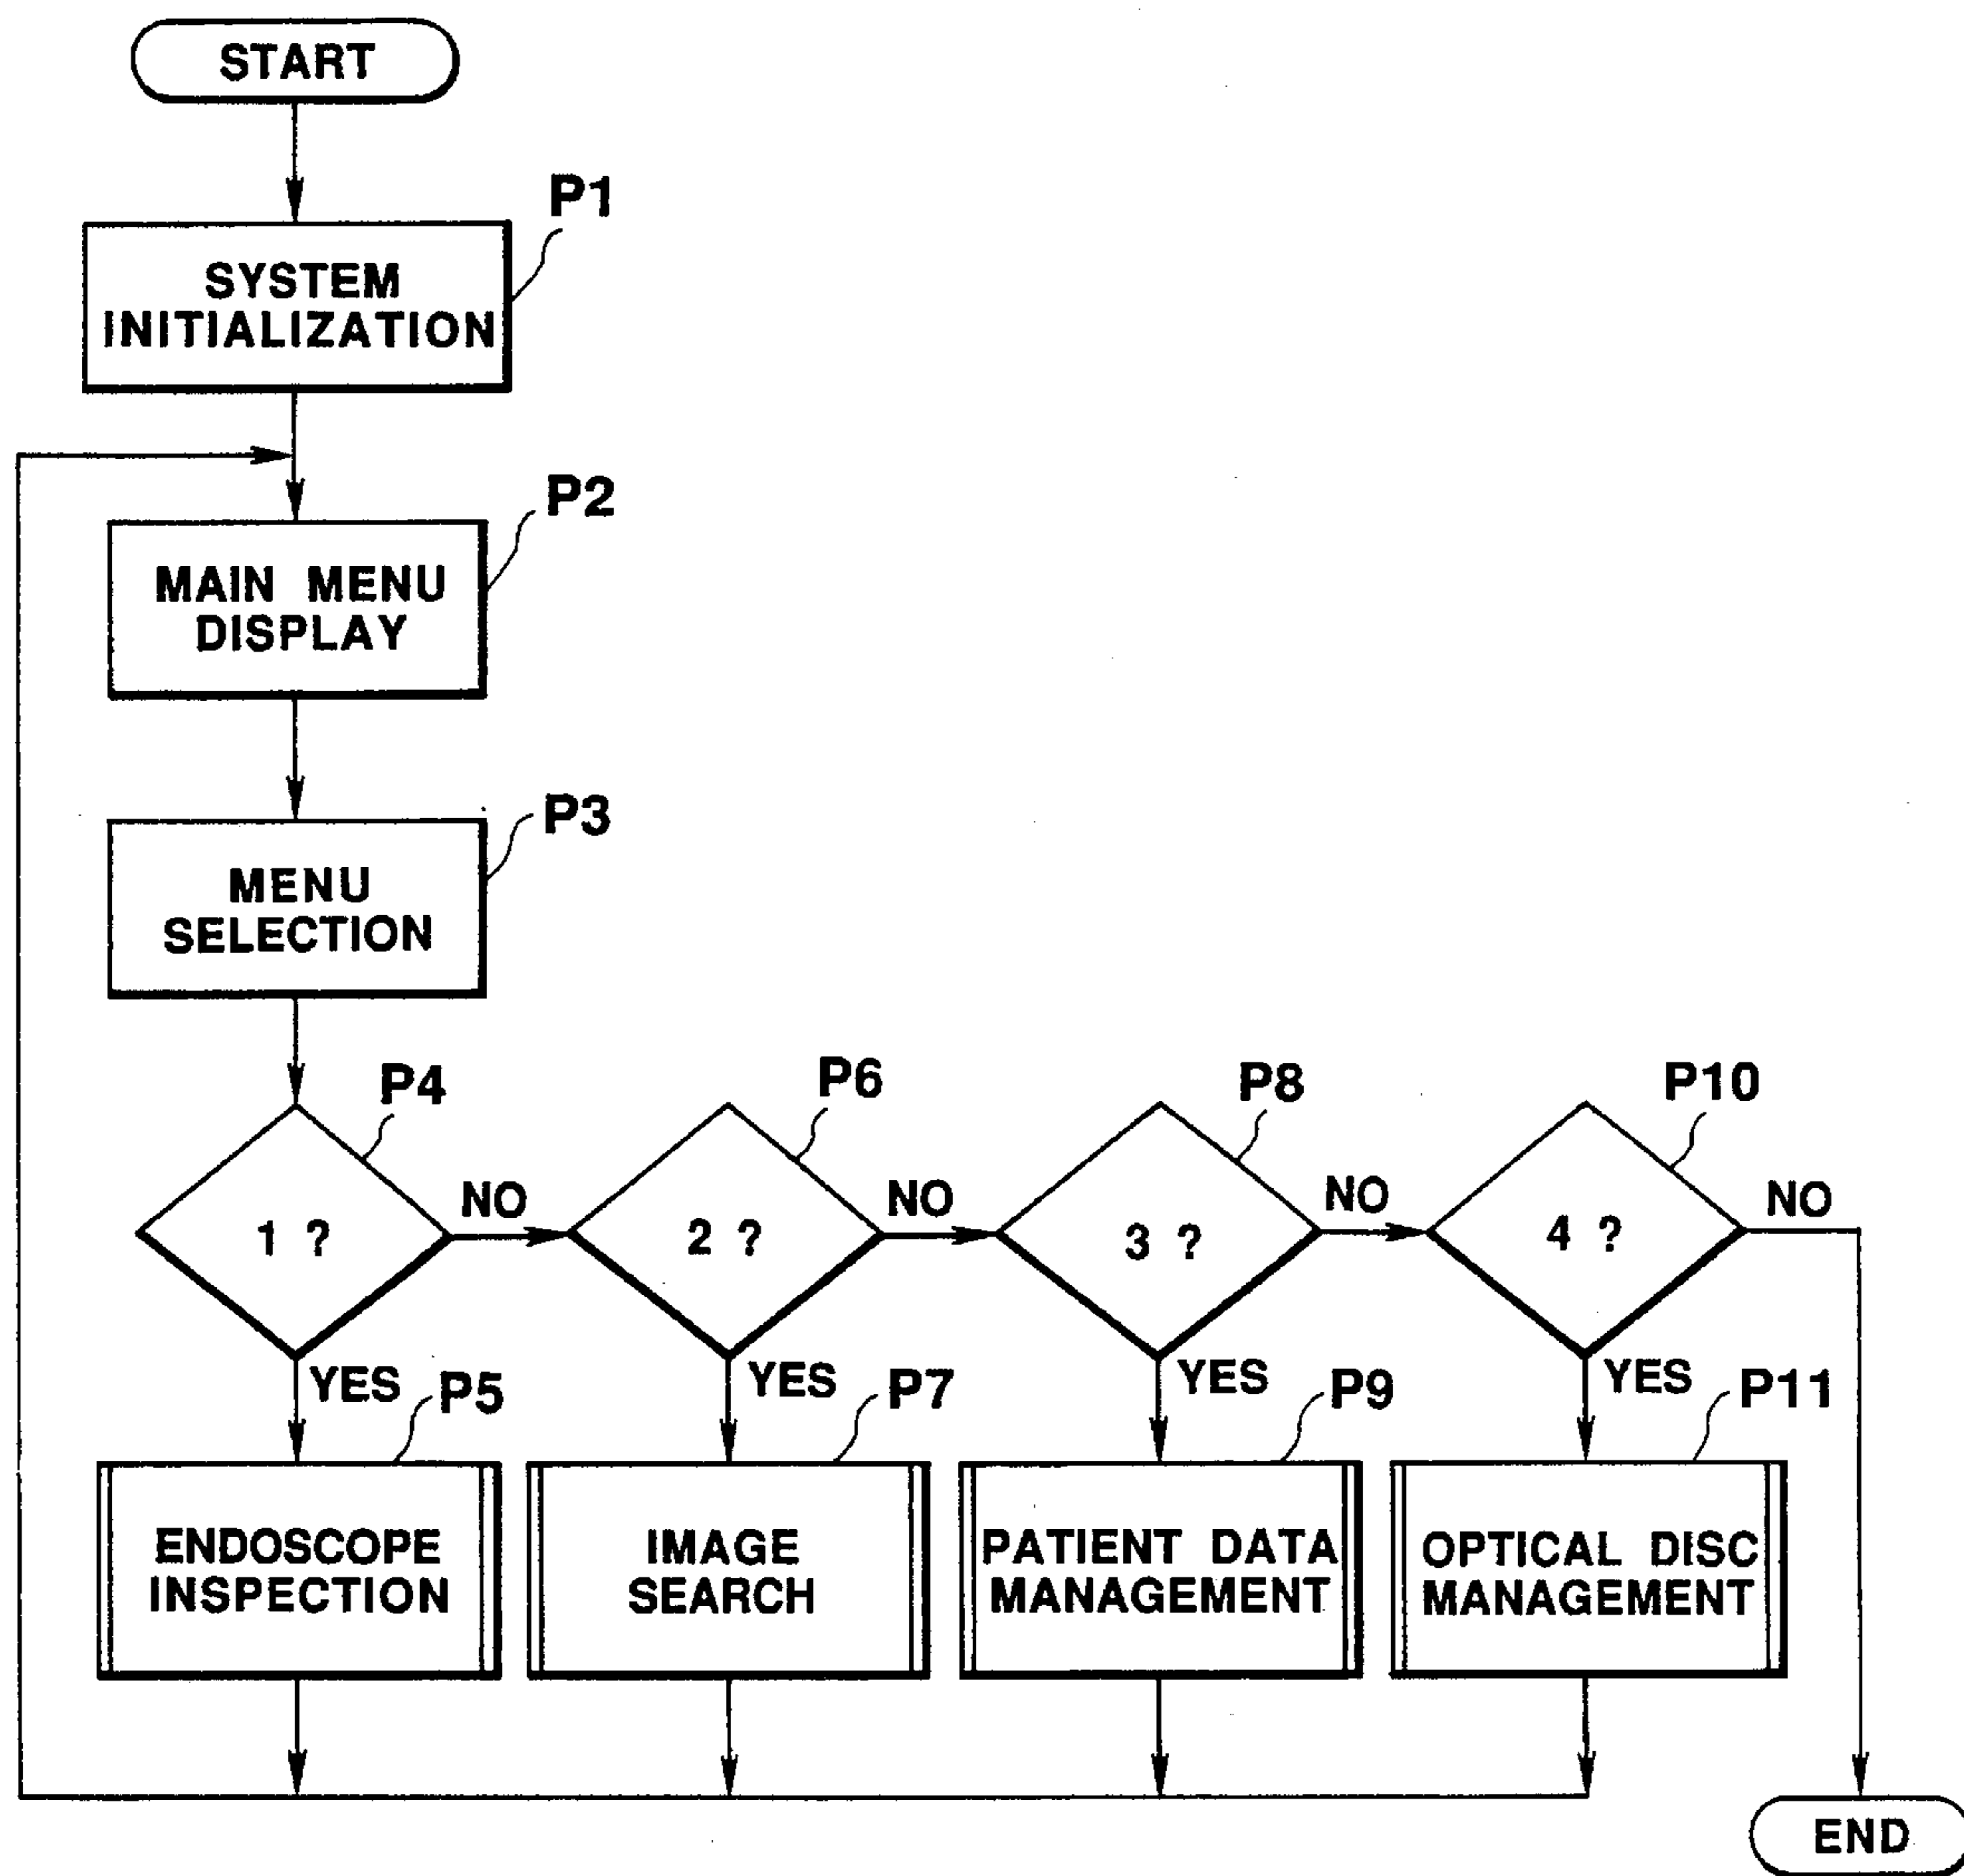 START
P1
SYSTEM
INITIALIZATION
P2
MAIN MENU
DISPLAY
P3
MENU
SELECTION
P4
P6
P8
P10
1 ?
NO
2 ?
NO
3 ?
NO
4 ?
NO
YES
P5
YES
P7
YES
P9
YES
P11
ENDOSCOPE
INSPECTION
IMAGE
SEARCH
PATIENT DATA
MANAGEMENT
OPTICAL DISC
MANAGEMENT
END